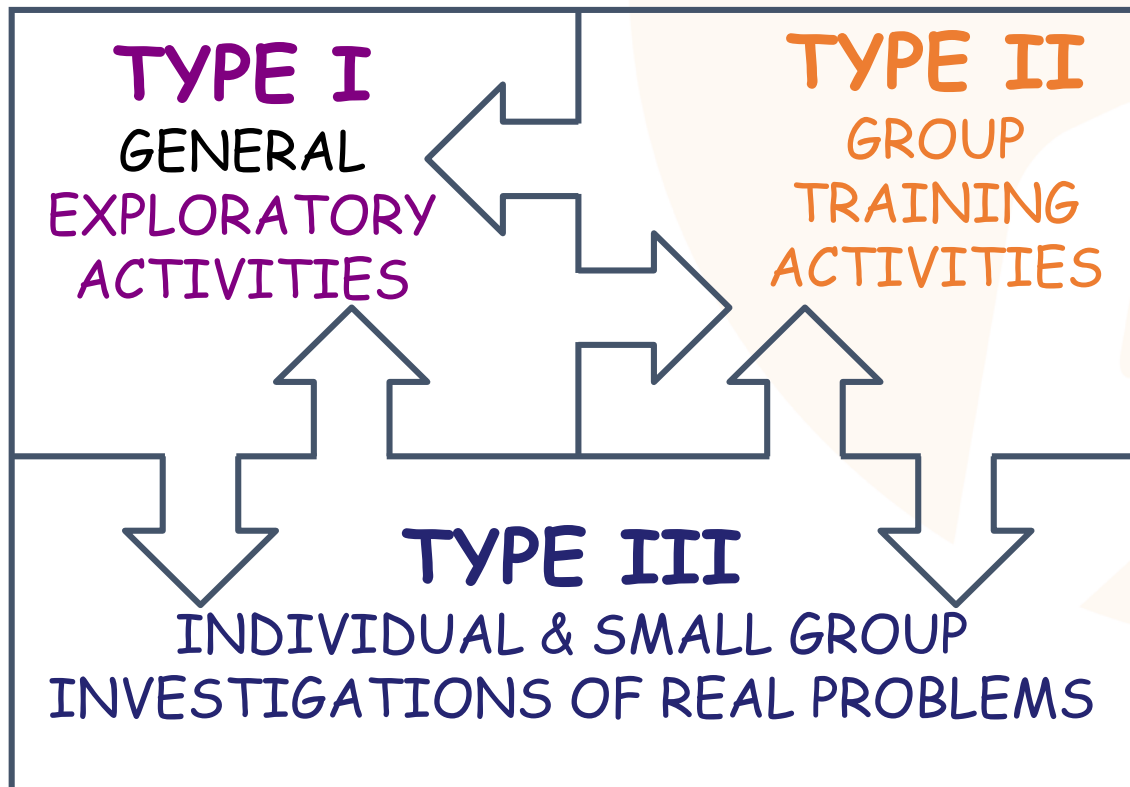 TYPE I
GENERAL
EXPLORATORY
ACTIVITIES
TYPE II
GROUP
TRAINING
ACTIVITIES
TYPE III
INDIVIDUAL & SMALL GROUP
INVESTIGATIONS OF REAL PROBLEMS